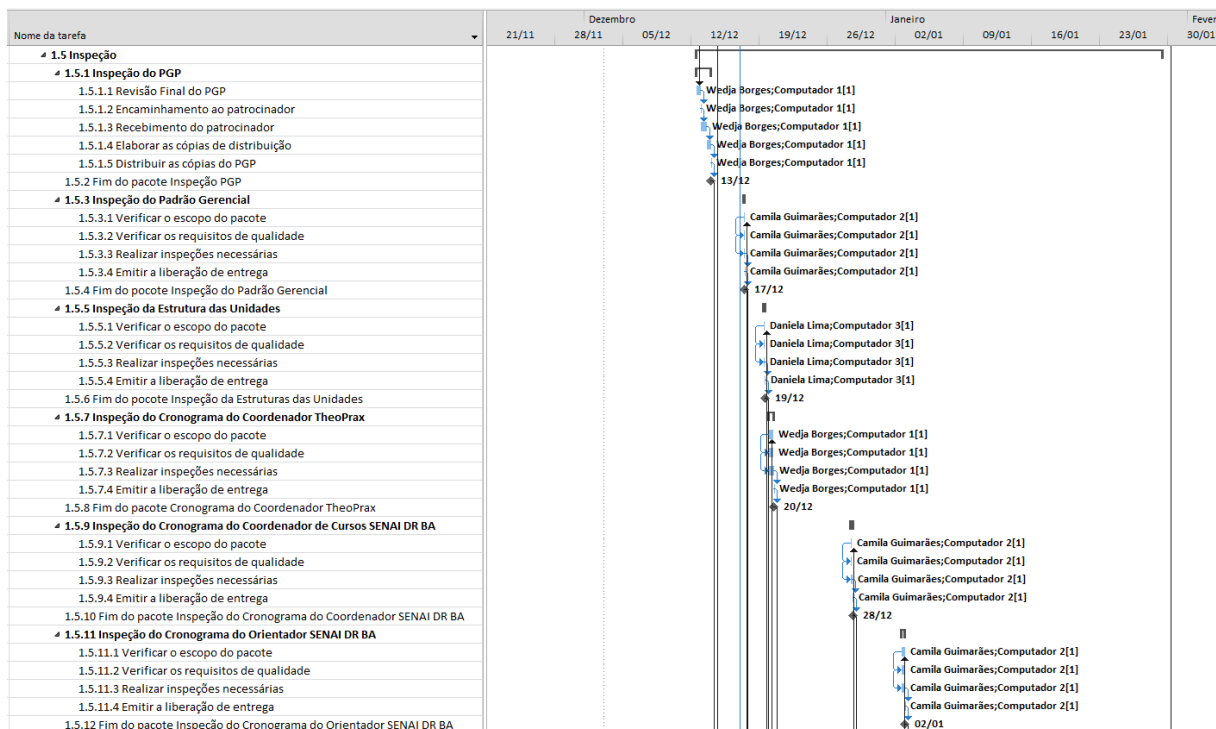 Dezembro Janeiro Fever
Nome da tarefa 21/11 28/11 05/12 12/12 19/12 26/12 02/01 09/01 16/01 23/01 30/01
1.5 Inspeção
1.5.1 Inspeção do PGP
1.5.1.1 Revisão Final do PGP Wedja Borges;Computador 1[1]
1.5.1.2 Encaminhamento ao patrocinador Wedja Borges;Computador 1[1]
1.5.1.3 Recebimento do patrocinador Wedja Borges;Computador 1[1]
1.5.1.4 Elaborar as cópias de distribuição Wedja Borges;Computador 1[1]
1.5.1.5 Distribuir as cópias do PGP Wedja Borges;Computador 1[1]
1.5.2 Fim do pacote Inspeção PGP 13/12
1.5.3 Inspeção do Padrão Gerencial
1.5.3.1 Verificar o escopo do pacote Camila Guimarães;Computador 2[1]
1.5.3.2 Verificar os requisitos de qualidade Camila Guimarães;Computador 2[1]
1.5.3.3 Realizar inspeções necessárias Camila Guimarães;Computador 2[1]
1.5.3.4 Emitir a liberação de entrega Camila Guimarães;Computador 2[1]
1.5.4 Fim do pocote Inspeção do Padrão Gerencial 17/12
1.5.5 Inspeção da Estrutura das Unidades
1.5.5.1 Verificar o escopo do pacote Daniela Lima;Computador 3[1]
1.5.5.2 Verificar os requisitos de qualidade Daniela Lima;Computador 3[1]
1.5.5.3 Realizar inspeções necessárias Daniela Lima;Computador 3[1]
1.5.5.4 Emitir a liberação de entrega Daniela Lima;Computador 3[1]
1.5.6 Fim do pocote Inspeção da Estruturas das Unidades 19/12
1.5.7 Inspeção do Cronograma do Coordenador TheoPrax
1.5.7.1 Verificar o escopo do pacote Wedja Borges;Computador 1[1]
1.5.7.2 Verificar os requisitos de qualidade Wedja Borges;Computador 1[1]
1.5.7.3 Realizar inspeções necessárias Wedja Borges;Computador 1[1]
1.5.7.4 Emitir a liberação de entrega Wedja Borges;Computador 1[1]
1.5.8 Fim do pacote Cronograma do Coordenador TheoPrax 20/12
1.5.9 Inspeção do Cronograma do Coordenador de Cursos SENAI DR BA
1.5.9.1 Verificar o escopo do pacote Camila Guimarães;Computador 2[1]
1.5.9.2 Verificar os requisitos de qualidade Camila Guimarães;Computador 2[1]
1.5.9.3 Realizar inspeções necessárias Camila Guimarães;Computador 2[1]
1.5.9.4 Emitir a liberação de entrega Camila Guimarães;Computador 2[1]
1.5.10 Fim do pacote Inspeção do Cronograma do Coordenador SENAI DR BA 28/12
1.5.11 Inspeção do Cronograma do Orientador SENAI DR BA
1.5.11.1 Verificar o escopo do pacote Camila Guimarães;Computador 2[1]
1.5.11.2 Verificar os requisitos de qualidade Camila Guimarães;Computador 2[1]
1.5.11.3 Realizar inspeções necessárias Camila Guimarães;Computador 2[1]
1.5.11.4 Emitir a liberação de entrega Camila Guimarães;Computador 2[1]
1.5.12 Fim do pacote Inspeção do Cronograma do Orientador SENAI DR BA 02/01